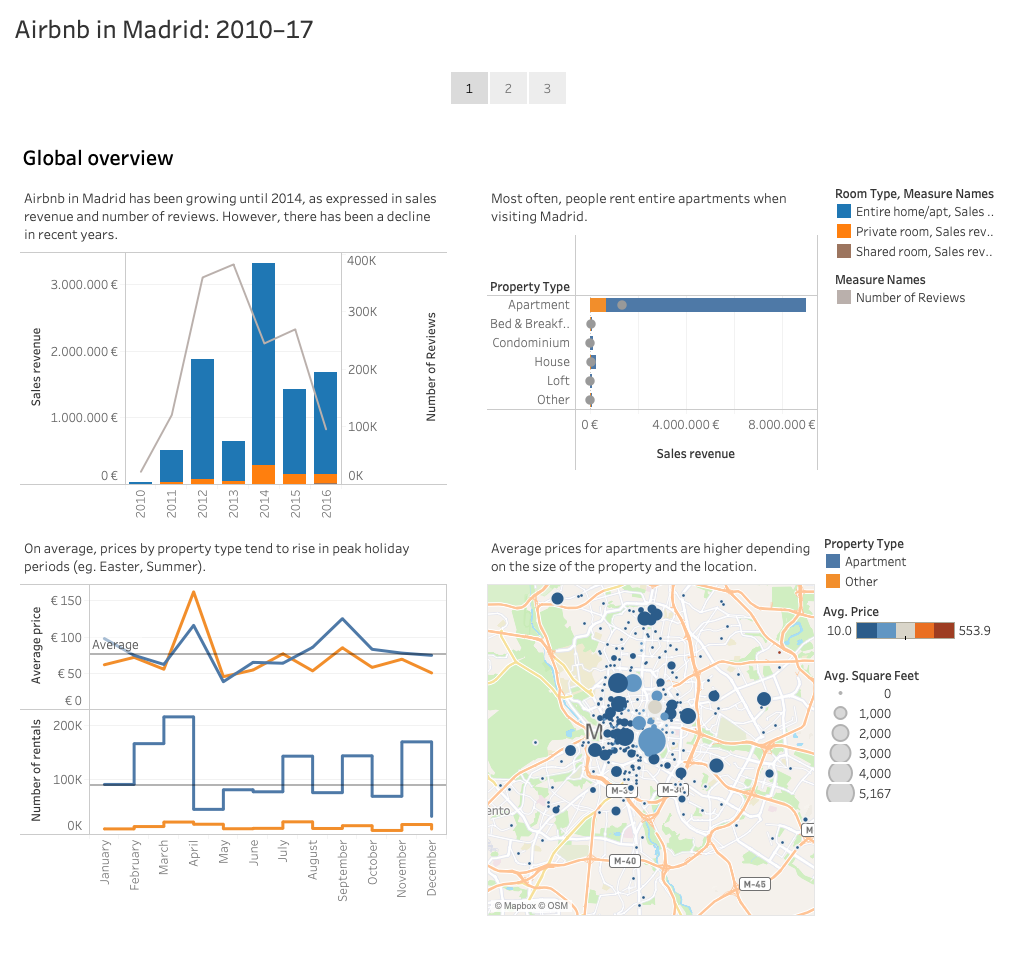 Airbnb in Madrid: 2010–17
1
2
3
Global overview
Airbnb in Madrid has been growing until 2014, as expressed in sales
revenue and number of reviews. However, there has been a decline
in recent years.
3.000.000 €
2.000.000 €
1.000.000 €
0 €
Sales revenue
400K
300K
200K
100K
0K
Number of Reviews
2010
2011
2012
2013
2014
2015
2016
Most often, people rent entire apartments when
visiting Madrid.
Property Type
Apartment
Bed & Breakf..
Condominium
House
Loft
Other
0 €
4.000.000 €
8.000.000 €
Sales revenue
Room Type, Measure Names
Entire home/apt, Sales ..
Private room, Sales rev..
Shared room, Sales rev..
Measure Names
Number of Reviews
On average, prices by property type tend to rise in peak holiday
periods (eg. Easter, Summer).
Average price
€ 150
€ 100
€ 50
€ 0
Average
Number of rentals
200K
100K
0K
January
February
March
April
May
June
July
August
September
October
November
December
Average prices for apartments are higher depending
on the size of the property and the location.
M
M-30
ento
M-40
M-45
M
© Mapbox © OSM
Property Type
Apartment
Other
Avg. Price
10.0
553.9
Avg. Square Feet
0
1,000
2,000
3,000
4,000
5,167